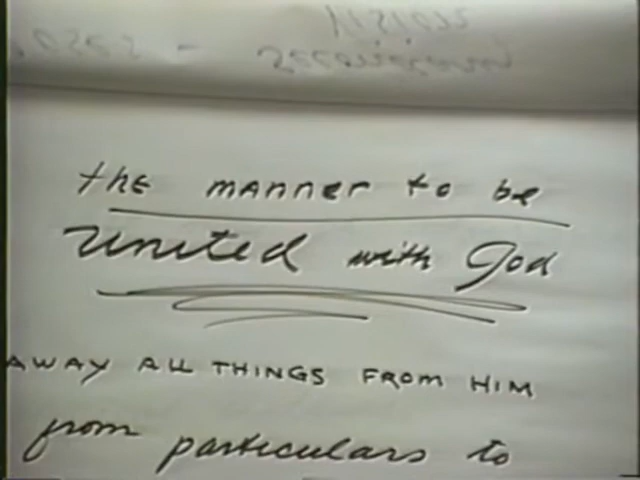 the manner to be
united with God
AWAY ALL THINGS FROM HIM
from particulars to